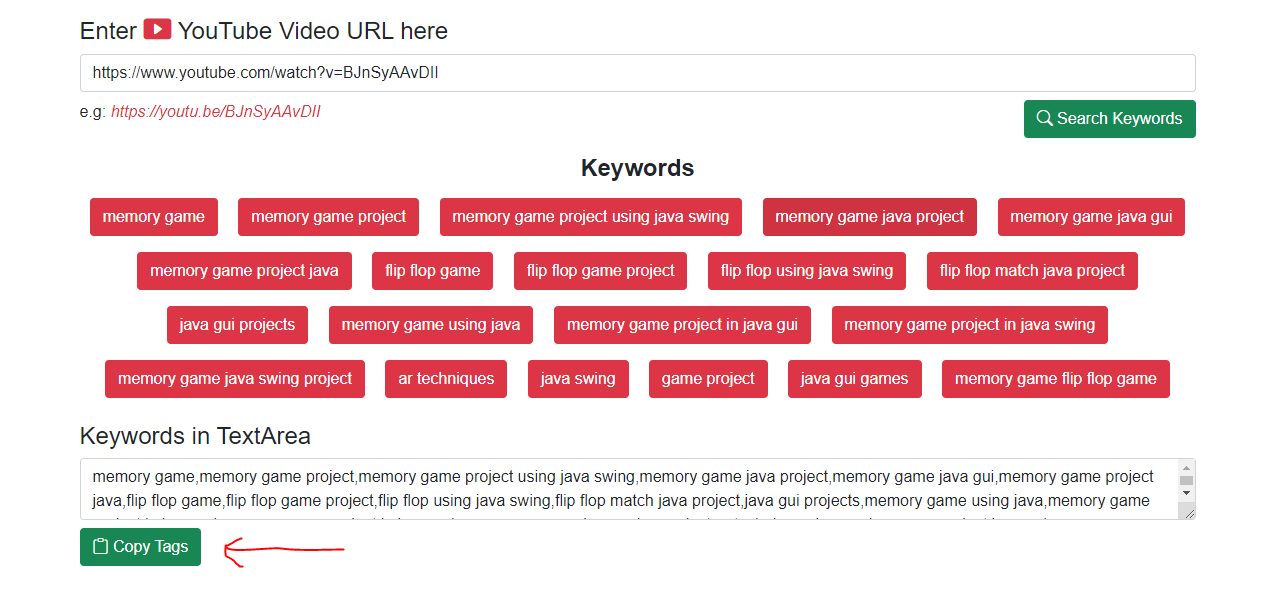 Enter YouTube Video URL here
https://www.youtube.com/watch?v=BJnSyAAvDII
e.g: https://youtu.be/BJnSyAAvDII
Search Keywords
Keywords
memory game memory game project memory game project using java swing memory game java project memory game java gui
memory game project java flip flop game flip flop game project flip flop using java swing flip flop match java project
java gui projects memory game using java memory game project in java gui memory game project in java swing
memory game java swing project ar techniques java swing game project java gui games memory game flip flop game
Keywords in TextArea
memory game,memory game project,memory game project using java swing,memory game java project,memory game java gui,memory game project
java,flip flop game,flip flop game project,flip flop using java swing,flip flop match java project,java gui projects,memory game using java,memory game
Copy Tags